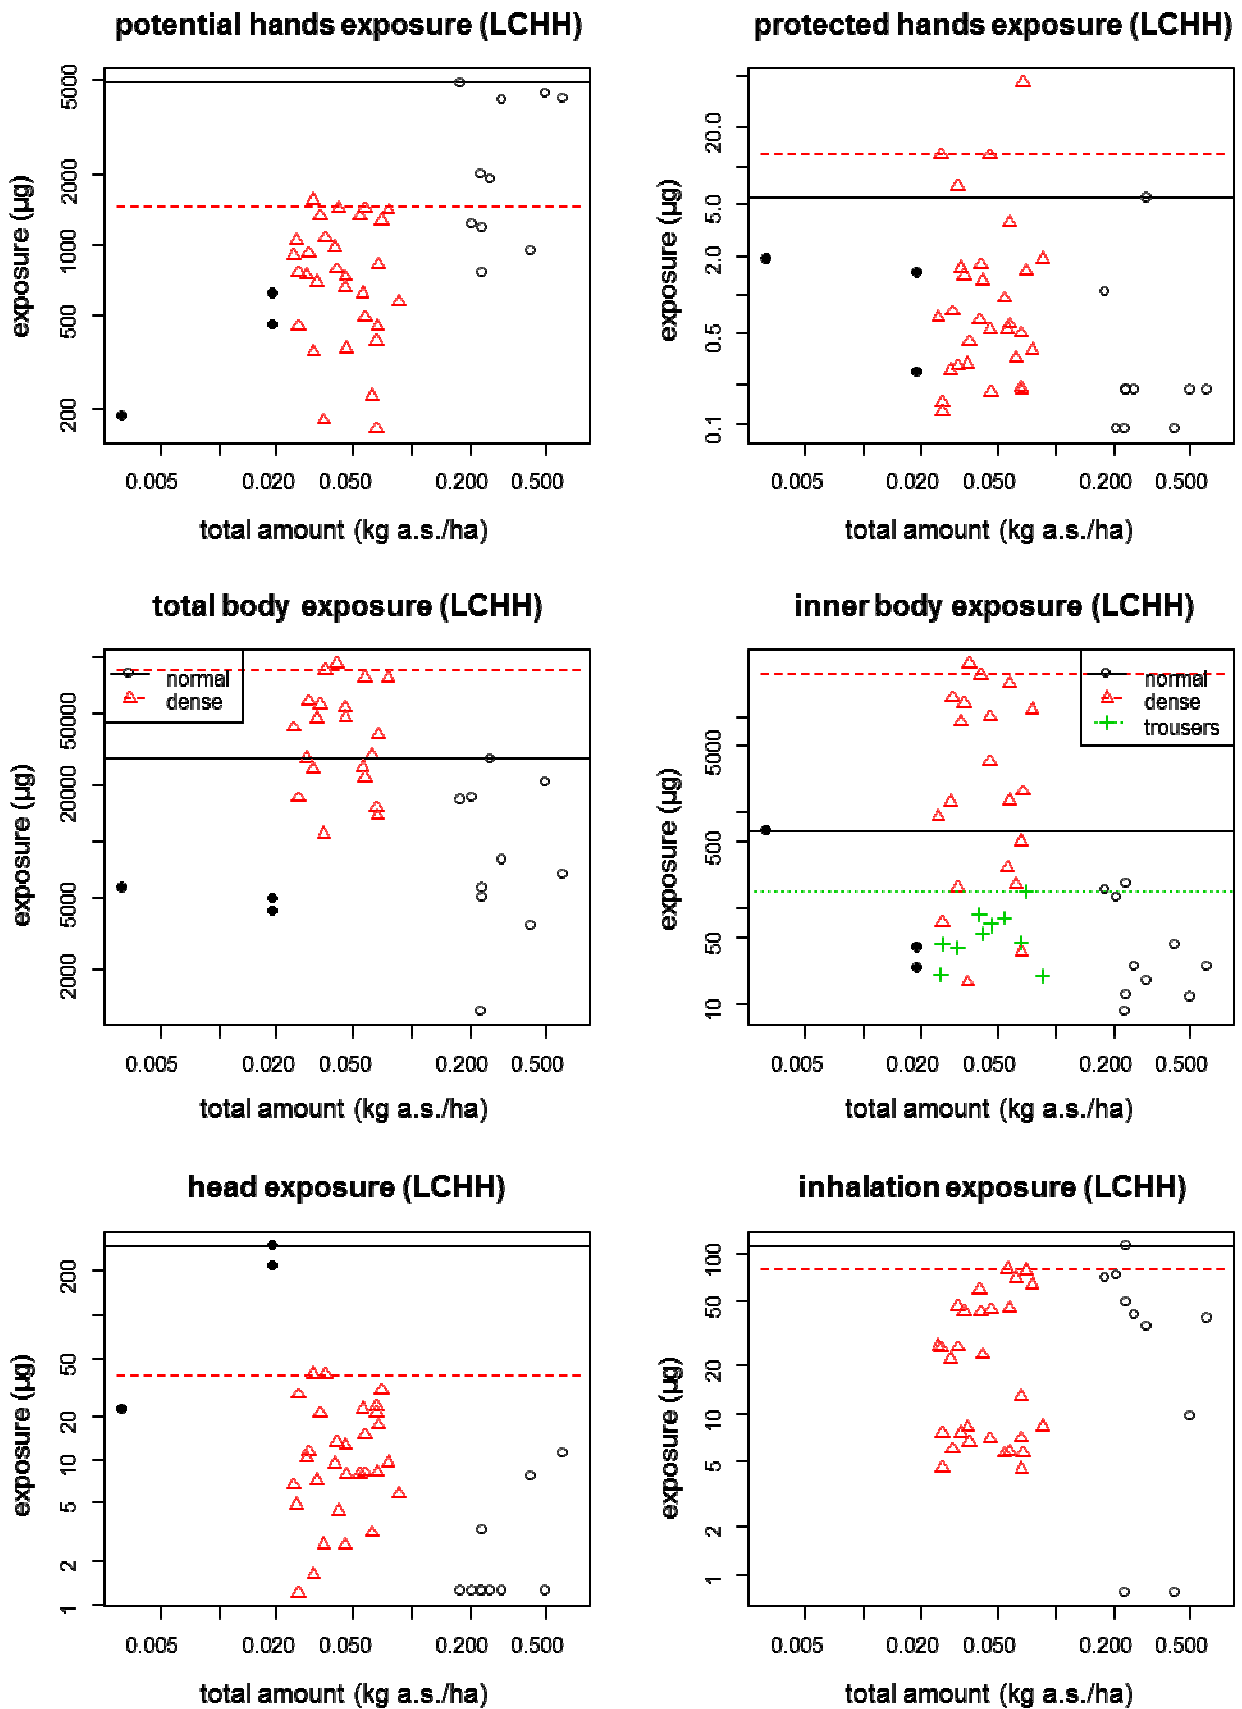 potential hands exposure (LCHH)
exposure (µg)
5000
2000
1000
500
200
0.005 0.020 0.050 0.200 0.500
total amount (kg a.s./ha)
protected hands exposure (LCHH)
exposure (µg)
20.0
5.0
2.0
0.5
0.1
0.005 0.020 0.050 0.200 0.500
total amount (kg a.s./ha)
total body exposure (LCHH)
normal
dense
exposure (µg)
50000
20000
5000
2000
0.005 0.020 0.050 0.200 0.500
total amount (kg a.s./ha)
inner body exposure (LCHH)
normal
dense
trousers
exposure (µg)
5000
500
50
10
0.005 0.020 0.050 0.200 0.500
total amount (kg a.s./ha)
head exposure (LCHH)
exposure (µg)
200
50
20
10
5
2
1
0.005 0.020 0.050 0.200 0.500
total amount (kg a.s./ha)
inhalation exposure (LCHH)
exposure (µg)
100
50
20
10
5
2
1
0.005 0.020 0.050 0.200 0.500
total amount (kg a.s./ha)